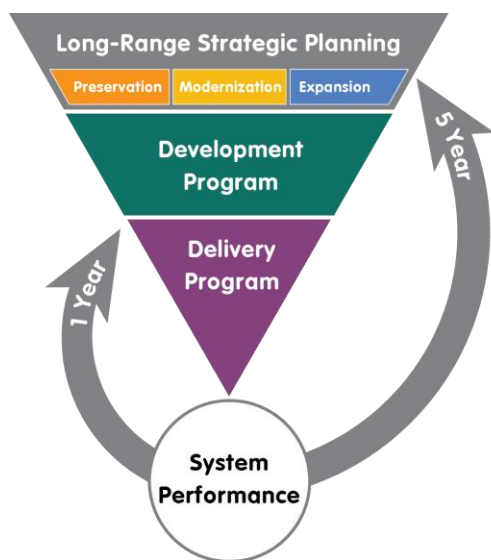 Long-Range Strategic Planning
Preservation
Modernization
Expansion
Development
Program
Delivery
Program
1 Year
5 Year
System
Performance